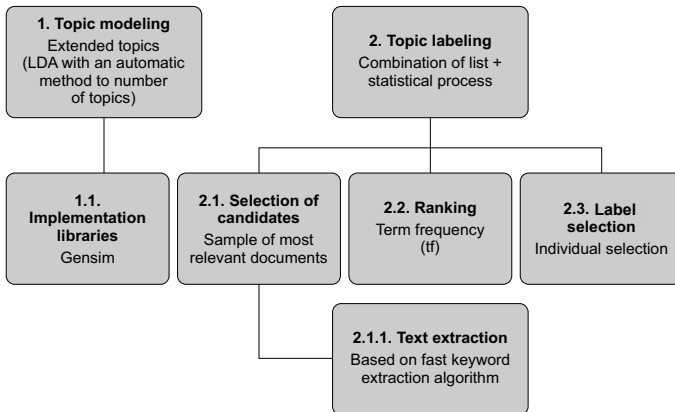 1. Topic modeling
Extended topics
(LDA with an automatic
method to number
of topics)
2. Topic labeling
Combination of list +
statistical process
1.1.
Implementation
libraries
Gensim
2.1. Selection of
candidates
Sample of most
relevant documents
2.2. Ranking
Term frequency
(tf)
2.3. Label
selection
Individual selection
2.1.1. Text extraction
Based on fast keyword
extraction algorithm